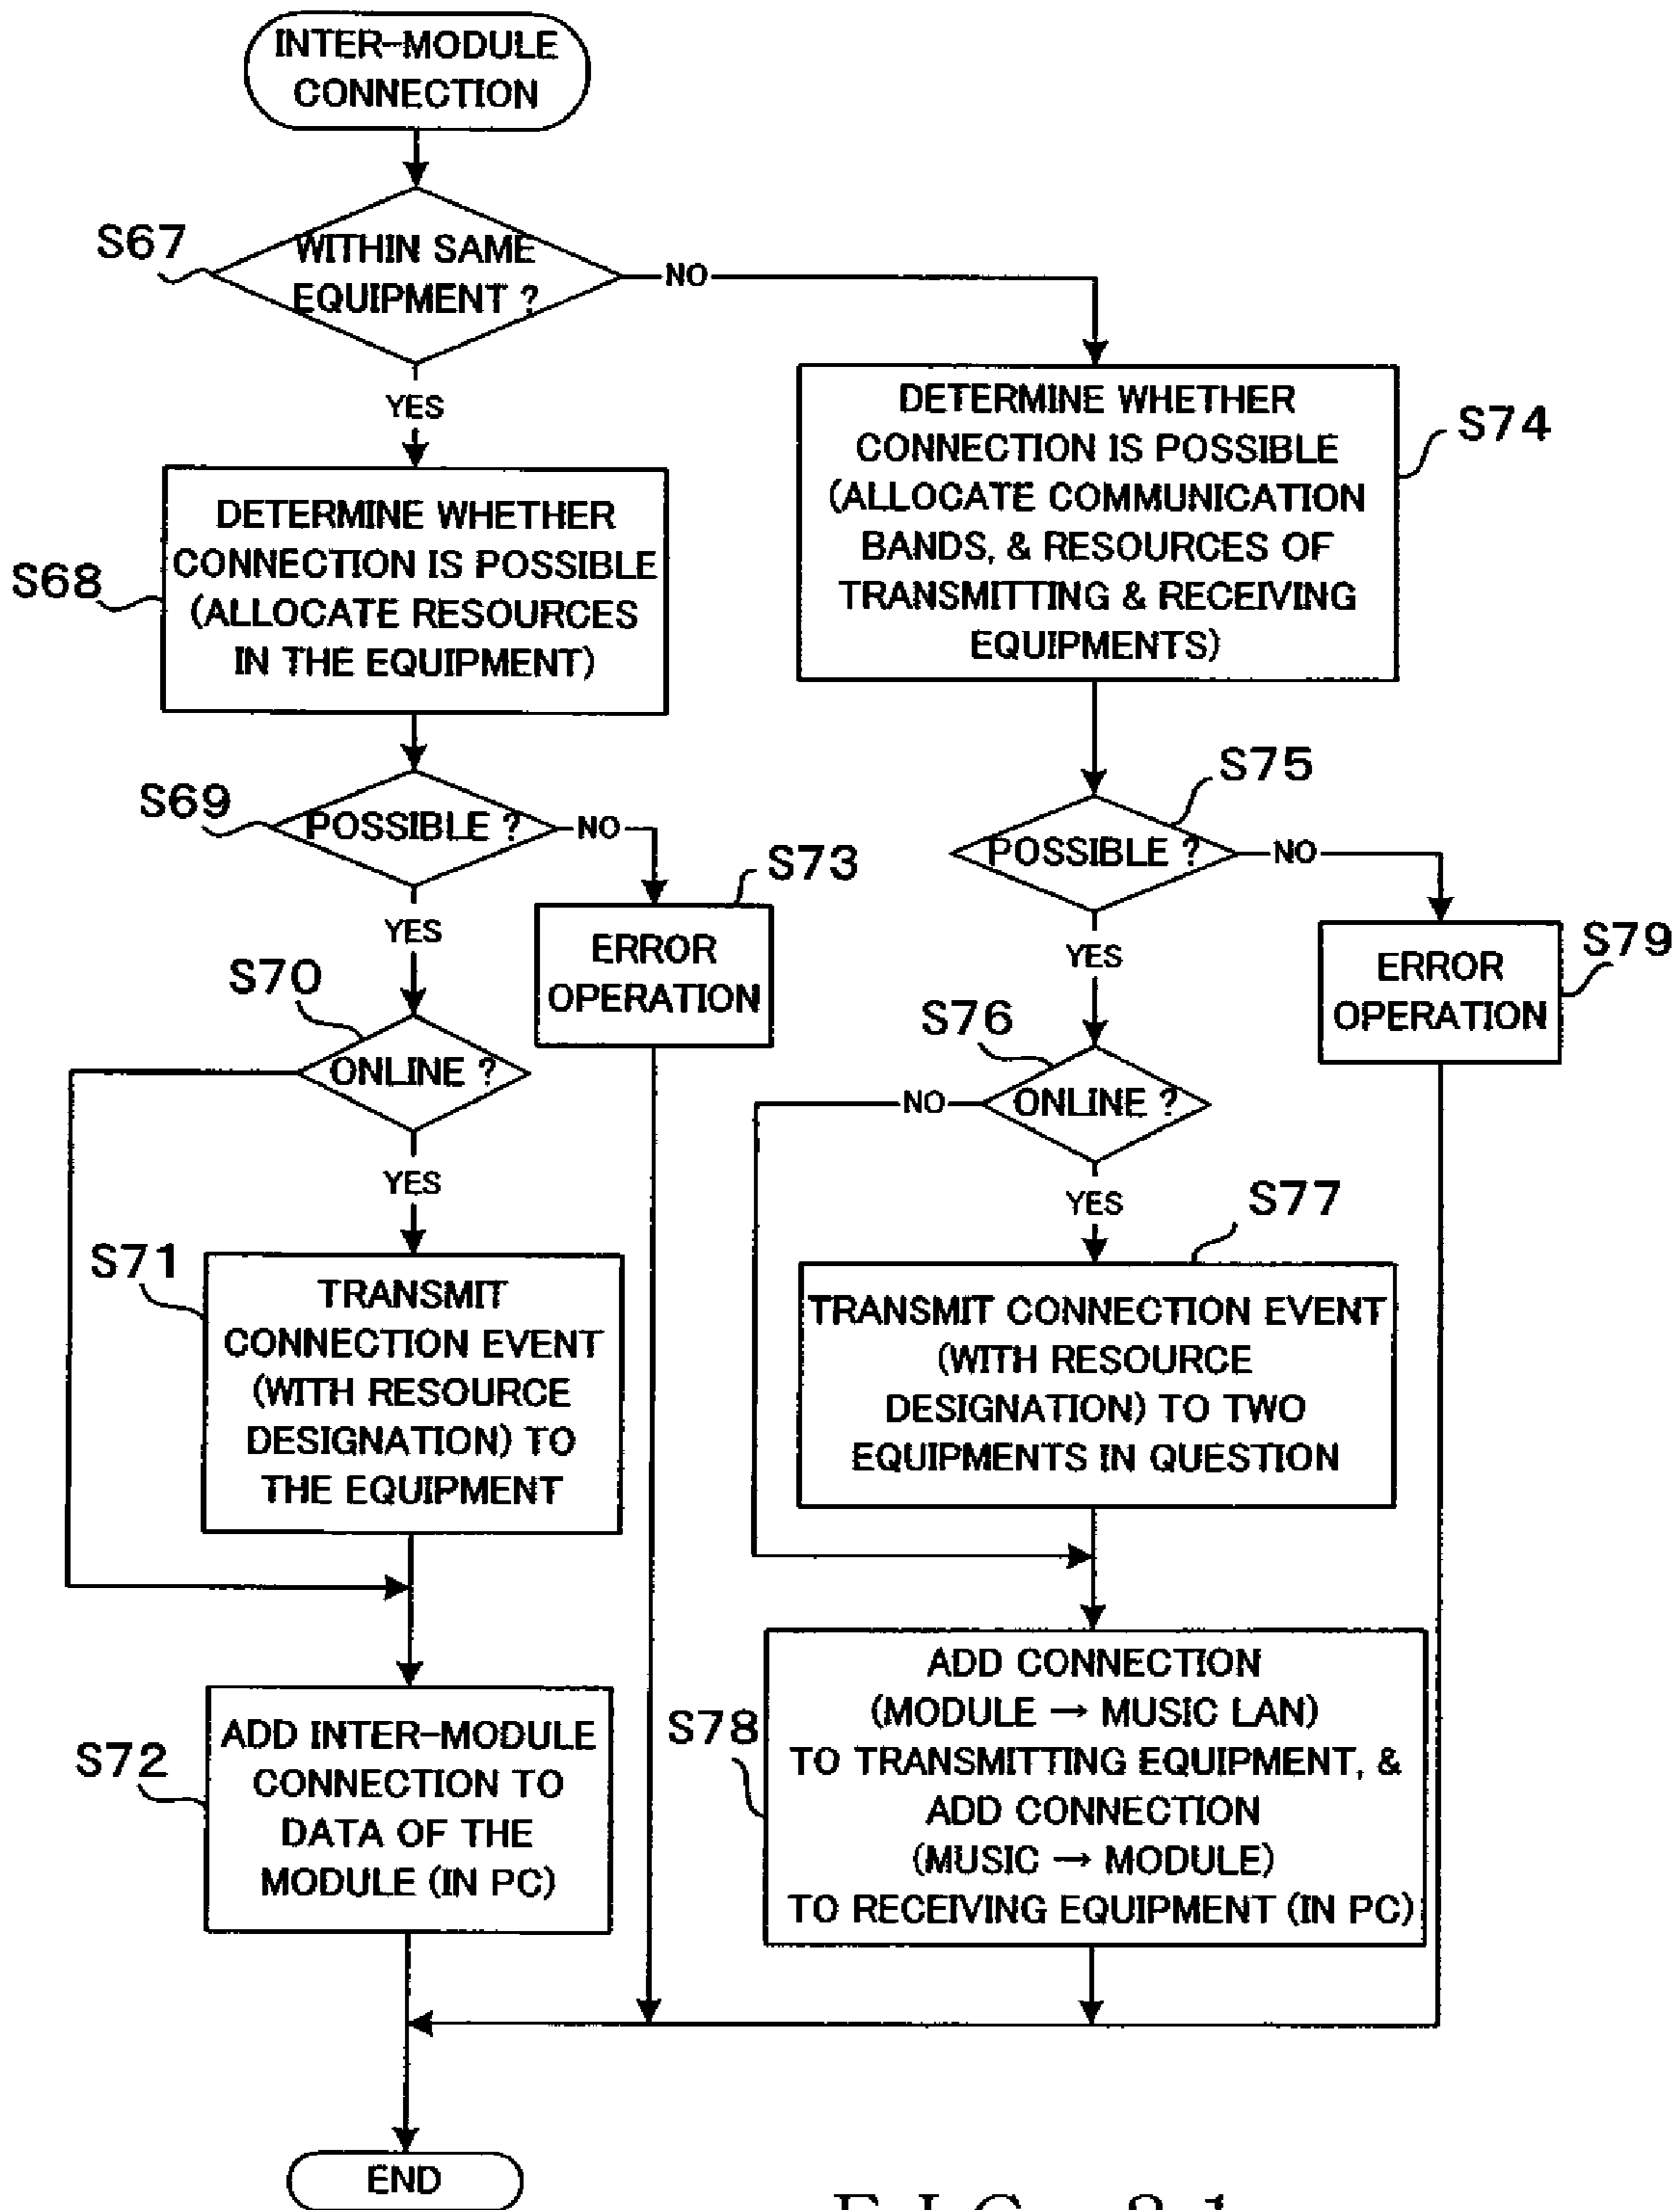 INTER-MODULE
CONNECTION
S67
WITHIN SAME
EQUIPMENT ?
NO
YES
DETERMINE WHETHER
CONNECTION IS POSSIBLE
(ALLOCATE RESOURCES
IN THE EQUIPMENT)
S68
DETERMINE WHETHER
CONNECTION IS POSSIBLE
(ALLOCATE COMMUNICATION
BANDS, & RESOURCES OF
TRANSMITTING & RECEIVING
EQUIPMENTS)
S74
S69
POSSIBLE ?
NO
YES
S73
ERROR
OPERATION
S75
POSSIBLE ?
NO
YES
S79
ERROR
OPERATION
S70
ONLINE ?
YES
S76
NO
ONLINE ?
YES
S71
TRANSMIT
CONNECTION EVENT
(WITH RESOURCE
DESIGNATION) TO
THE EQUIPMENT
S77
TRANSMIT CONNECTION EVENT
(WITH RESOURCE
DESIGNATION) TO TWO
EQUIPMENTS IN QUESTION
S72
ADD INTER-MODULE
CONNECTION TO
DATA OF THE
MODULE (IN PC)
S78
ADD CONNECTION
(MODULE → MUSIC LAN)
TO TRANSMITTING EQUIPMENT, &
ADD CONNECTION
(MUSIC → MODULE)
TO RECEIVING EQUIPMENT (IN PC)
END